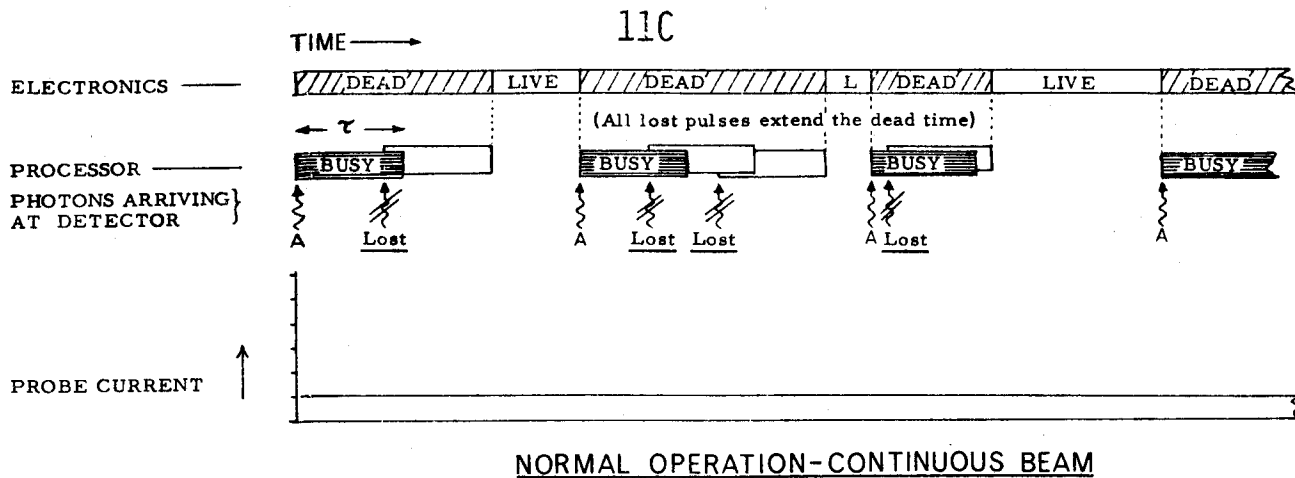 11C
TIME
ELECTRONICS DEAD LIVE DEAD L DEAD LIVE DEAD
τ (All lost pulses extend the dead time)
PROCESSOR BUSY BUSY BUSY BUSY
PHOTONS ARRIVING
AT DETECTOR
A Lost A Lost Lost A Lost A
PROBE CURRENT
NORMAL OPERATION-CONTINUOUS BEAM